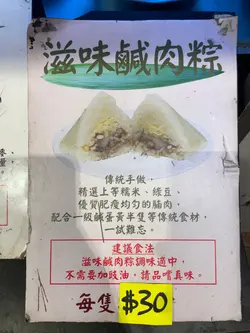 滋味鹹肉粽
傳統手做，
精選上等糯米、綠豆、
優質肥瘦均勻的腩肉，
配合一級鹹蛋黃半隻等傳統食材，
一試難忘。
建議食法
滋味鹹肉粽調味適中，
不需要加豉油，請品嚐真味。
每隻 $30